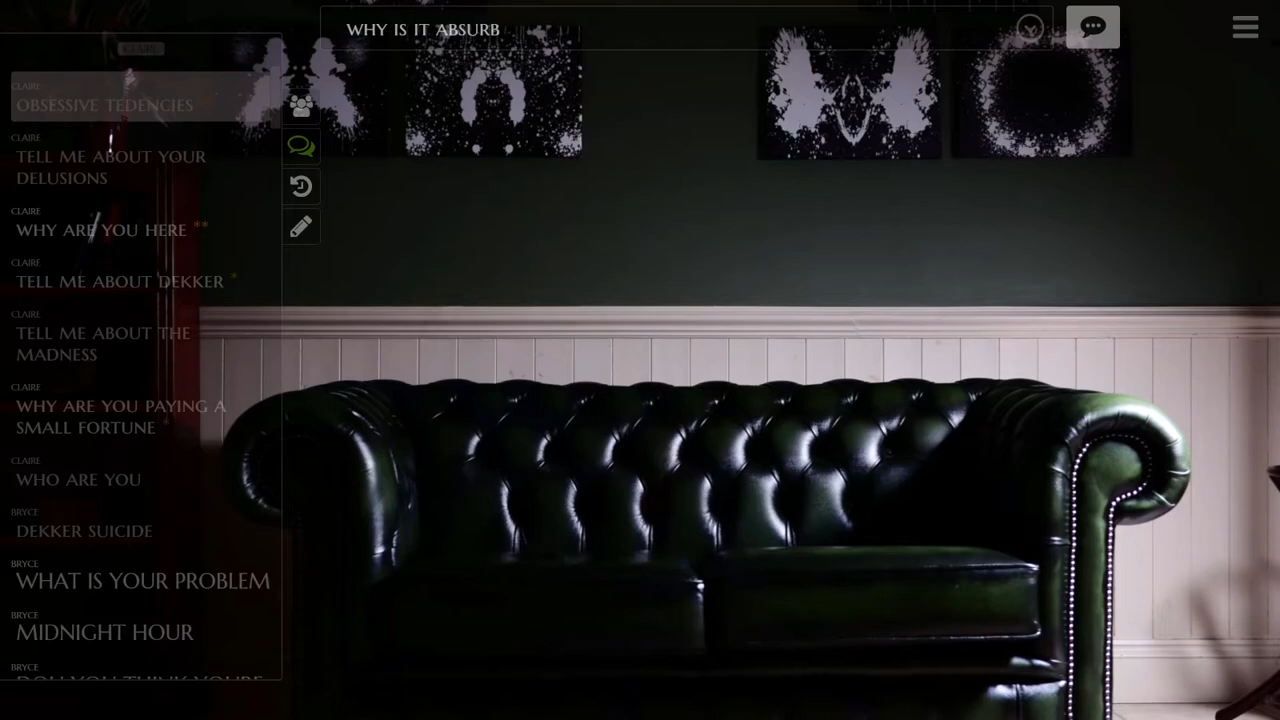 WHY IS IT ABSURB
CLAIRE
CLAIRE
OBSESSIVE TEDENCIES
CLAIRE
TELL ME ABOUT YOUR
DELUSIONS
CLAIRE
WHY ARE YOU HERE **
CLAIRE
TELL ME ABOUT DEKKER *
CLAIRE
TELL ME ABOUT THE
MADNESS
CLAIRE
WHY ARE YOU PAYING A
SMALL FORTUNE *
CLAIRE
WHO ARE YOU
BRYCE
DEKKER SUICIDE
BRYCE
WHAT IS YOUR PROBLEM
BRYCE
MIDNIGHT HOUR
BRYCE